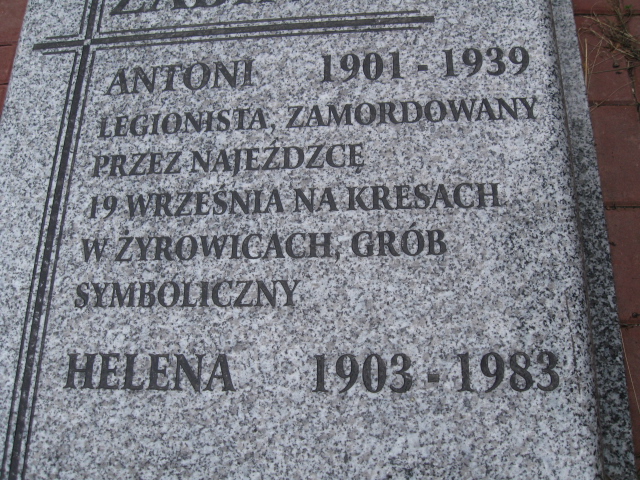 ANTONI 1901 - 1939
LEGIONISTA, ZAMORDOWANY
PRZEZ NAJEŹDŹCĘ
19 WRZEŚNIA NA KRESACH
W ŻYROWICACH, GRÓB
SYMBOLICZNY
HELENA 1903 - 1983